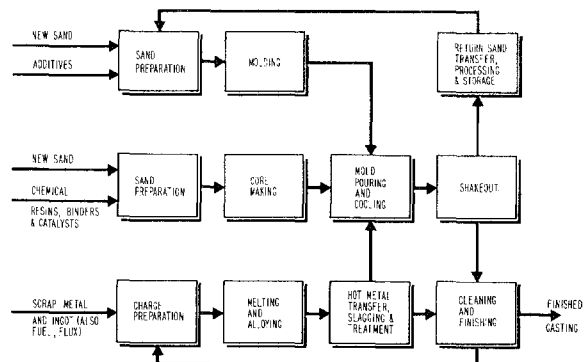 NEW SAND
ADDITIVES
SAND
PREPARATION
MOLDING
RETURN SAND
TRANSFER,
PROCESSING
& STORAGE
NEW SAND
CHEMICAL
RESINS, BINDERS
& CATALYSTS
SAND
PREPARATION
CORE
MAKING
MOLD
POURING
AND
COOLING
SHAKEOUT
SCRAP METAL
AND INGOT (ALSO
FUEL, FLUX)
CHARGE
PREPARATION
MELTING
AND
ALLOYING
HOT METAL
TRANSFER,
SLAGGING &
TREATMENT
CLEANING
AND
FINISHING
FINISHED
CASTING